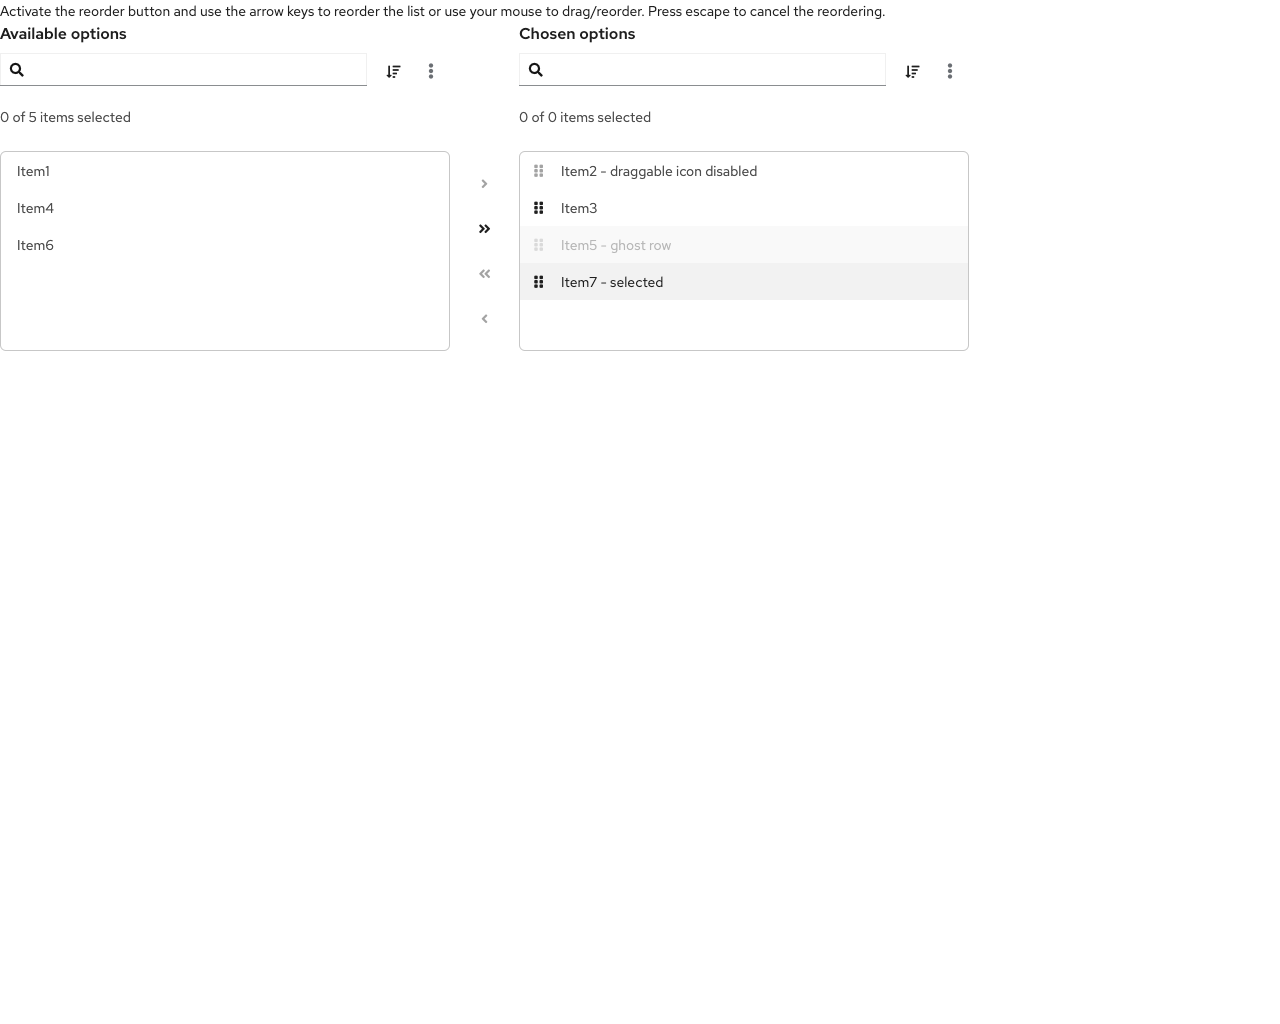 Activate the reorder button and use the arrow keys to reorder the list or use your mouse to drag/reorder. Press escape to cancel the reordering.
Available options
0 of 5 items selected
Item1
Item4
Item6
Chosen options
0 of 0 items selected
Item2 - draggable icon disabled
Item3
Item5 - ghost row
Item7 - selected